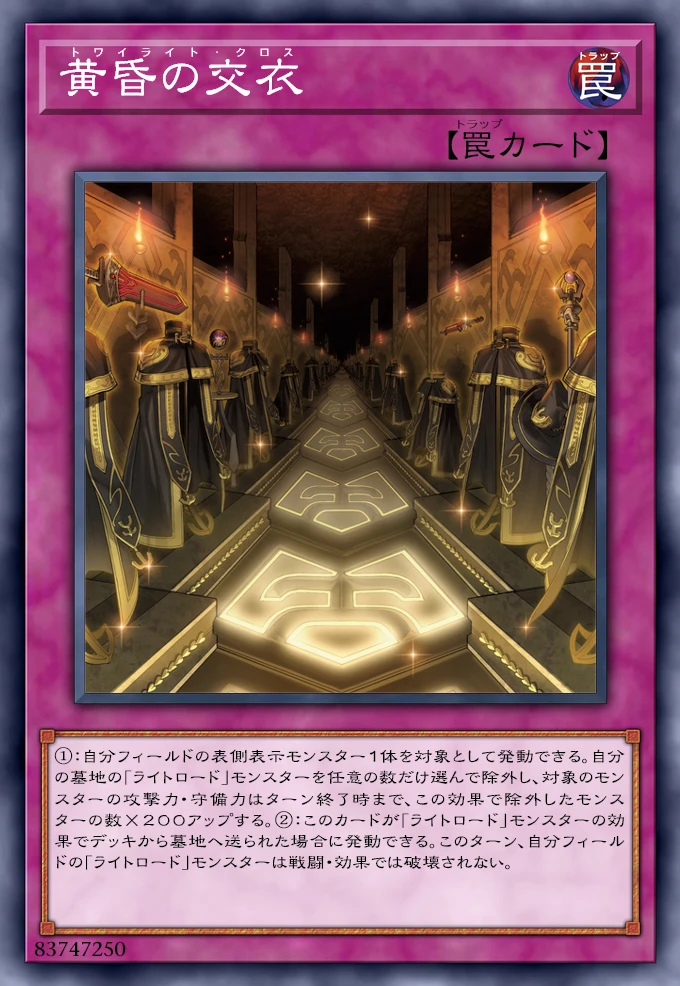 トワイライト・クロス
黄昏の交衣
トラップ
罠
トラップ
【罠カード】
①:自分フィールドの表側表示モンスター1体を対象として発動できる。自分
の墓地の「ライトロード」モンスターを任意の数だけ選んで除外し、対象のモン
スターの攻撃力・守備力はターン終了時まで、この効果で除外したモンス
ターの数×200アップする。②:このカードが「ライトロード」モンスターの効
果でデッキから墓地へ送られた場合に発動できる。このターン、自分フィール
ドの「ライトロード」モンスターは戦闘・効果では破壊されない。
83747250